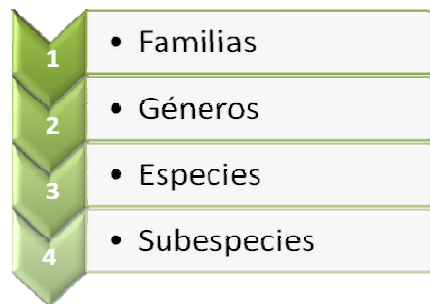 1 • Familias
2 • Géneros
3 • Especies
4 • Subespecies